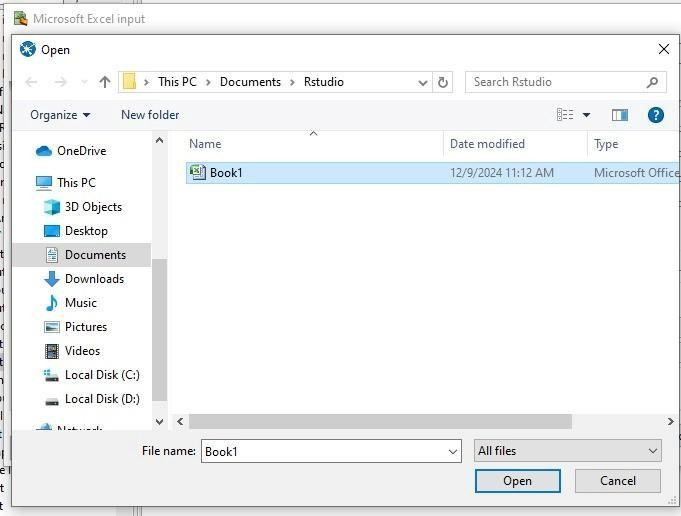 Microsoft Excel input
Open
This PC > Documents > Rstudio
Search Rstudio
Organize
New folder
Name
Date modified
Type
OneDrive
This PC
3D Objects
Desktop
Documents
Downloads
Music
Pictures
Videos
Local Disk (C:)
Local Disk (D:)
Network
Book1
12/9/2024 11:12 AM
Microsoft Office
File name:
Book1
All files
Open
Cancel